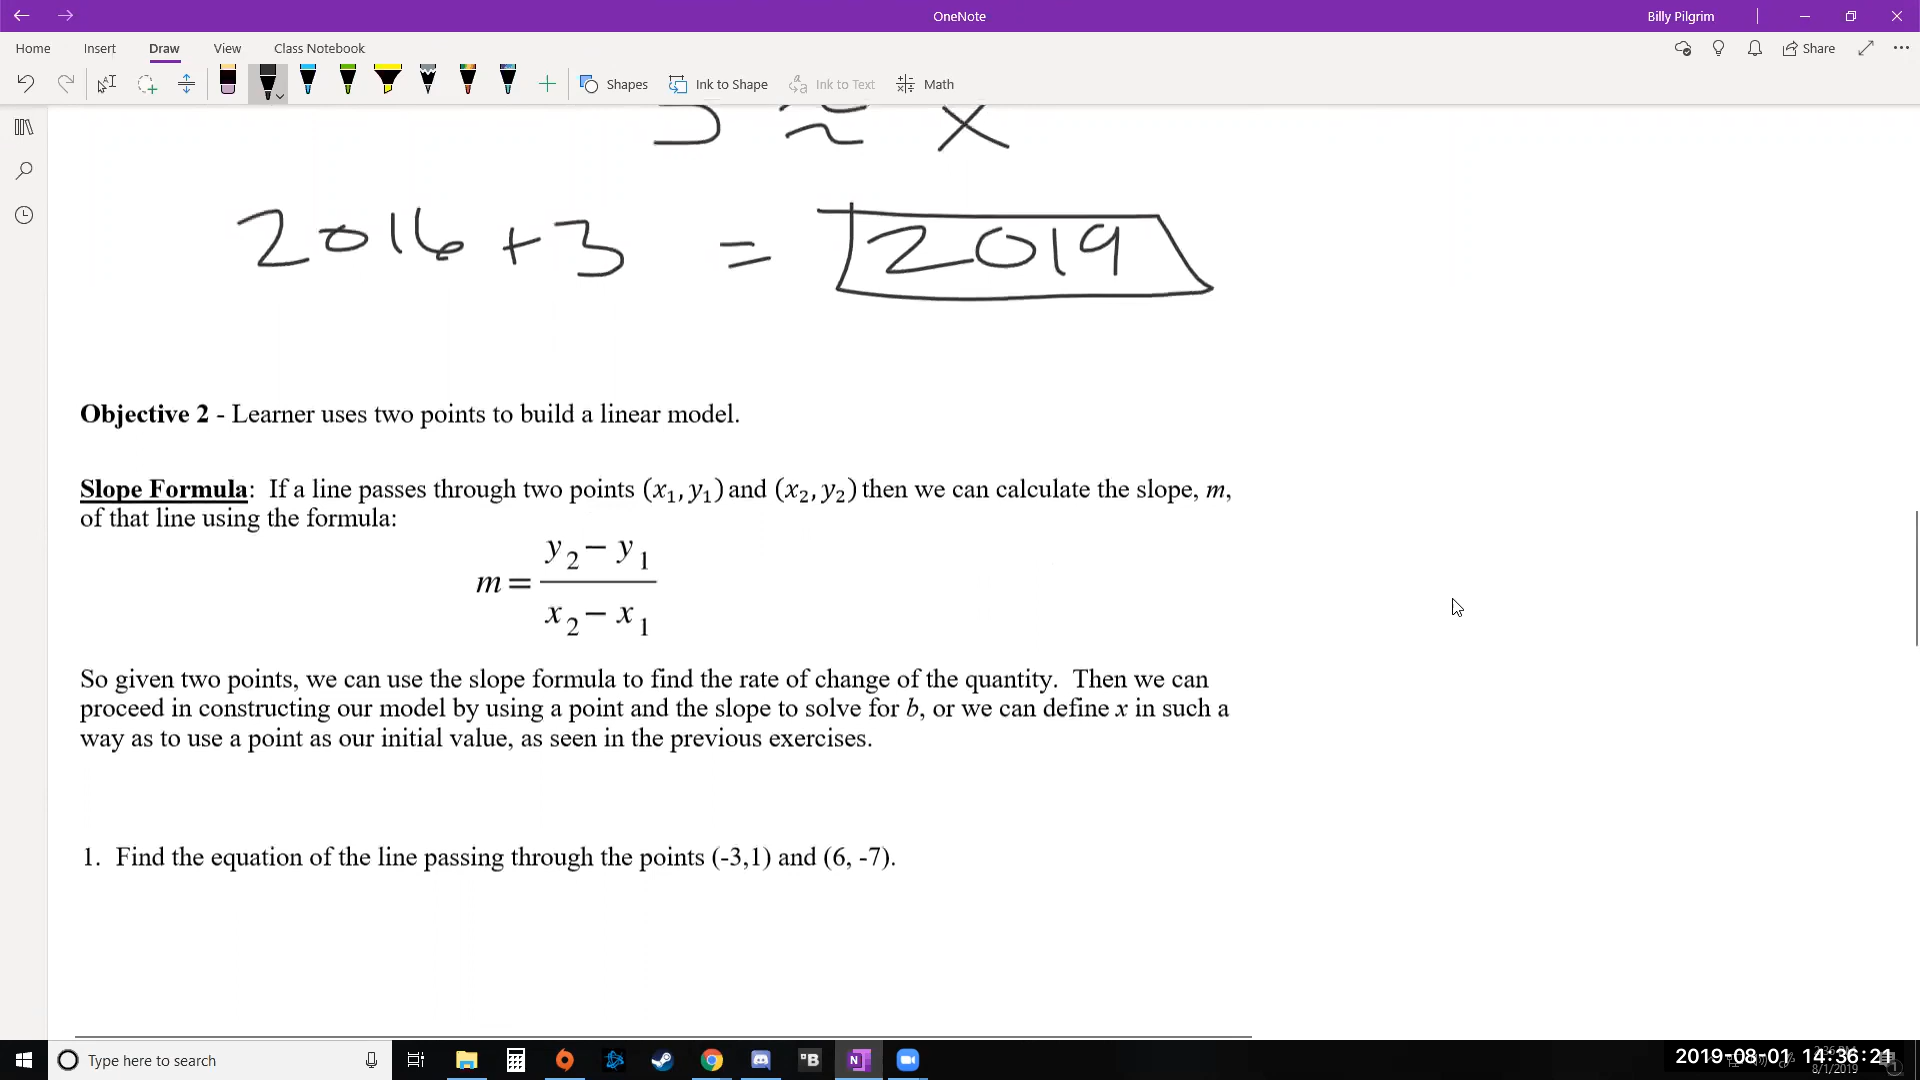 OneNote
Billy Pilgrim
Home Insert Draw View Class Notebook
Share
Shapes Ink to Shape Ink to Text Math
3 ≈ x
2016 + 3 = 2019
Objective 2 - Learner uses two points to build a linear model.
Slope Formula: If a line passes through two points (x₁, y₁) and (x₂, y₂) then we can calculate the slope, m,
of that line using the formula:
m = (y₂ − y₁) / (x₂ − x₁)
So given two points, we can use the slope formula to find the rate of change of the quantity. Then we can
proceed in constructing our model by using a point and the slope to solve for b, or we can define x in such a
way as to use a point as our initial value, as seen in the previous exercises.
1. Find the equation of the line passing through the points (-3,1) and (6, -7).
Type here to search
2019-08-01 14:36:21
8/1/2019